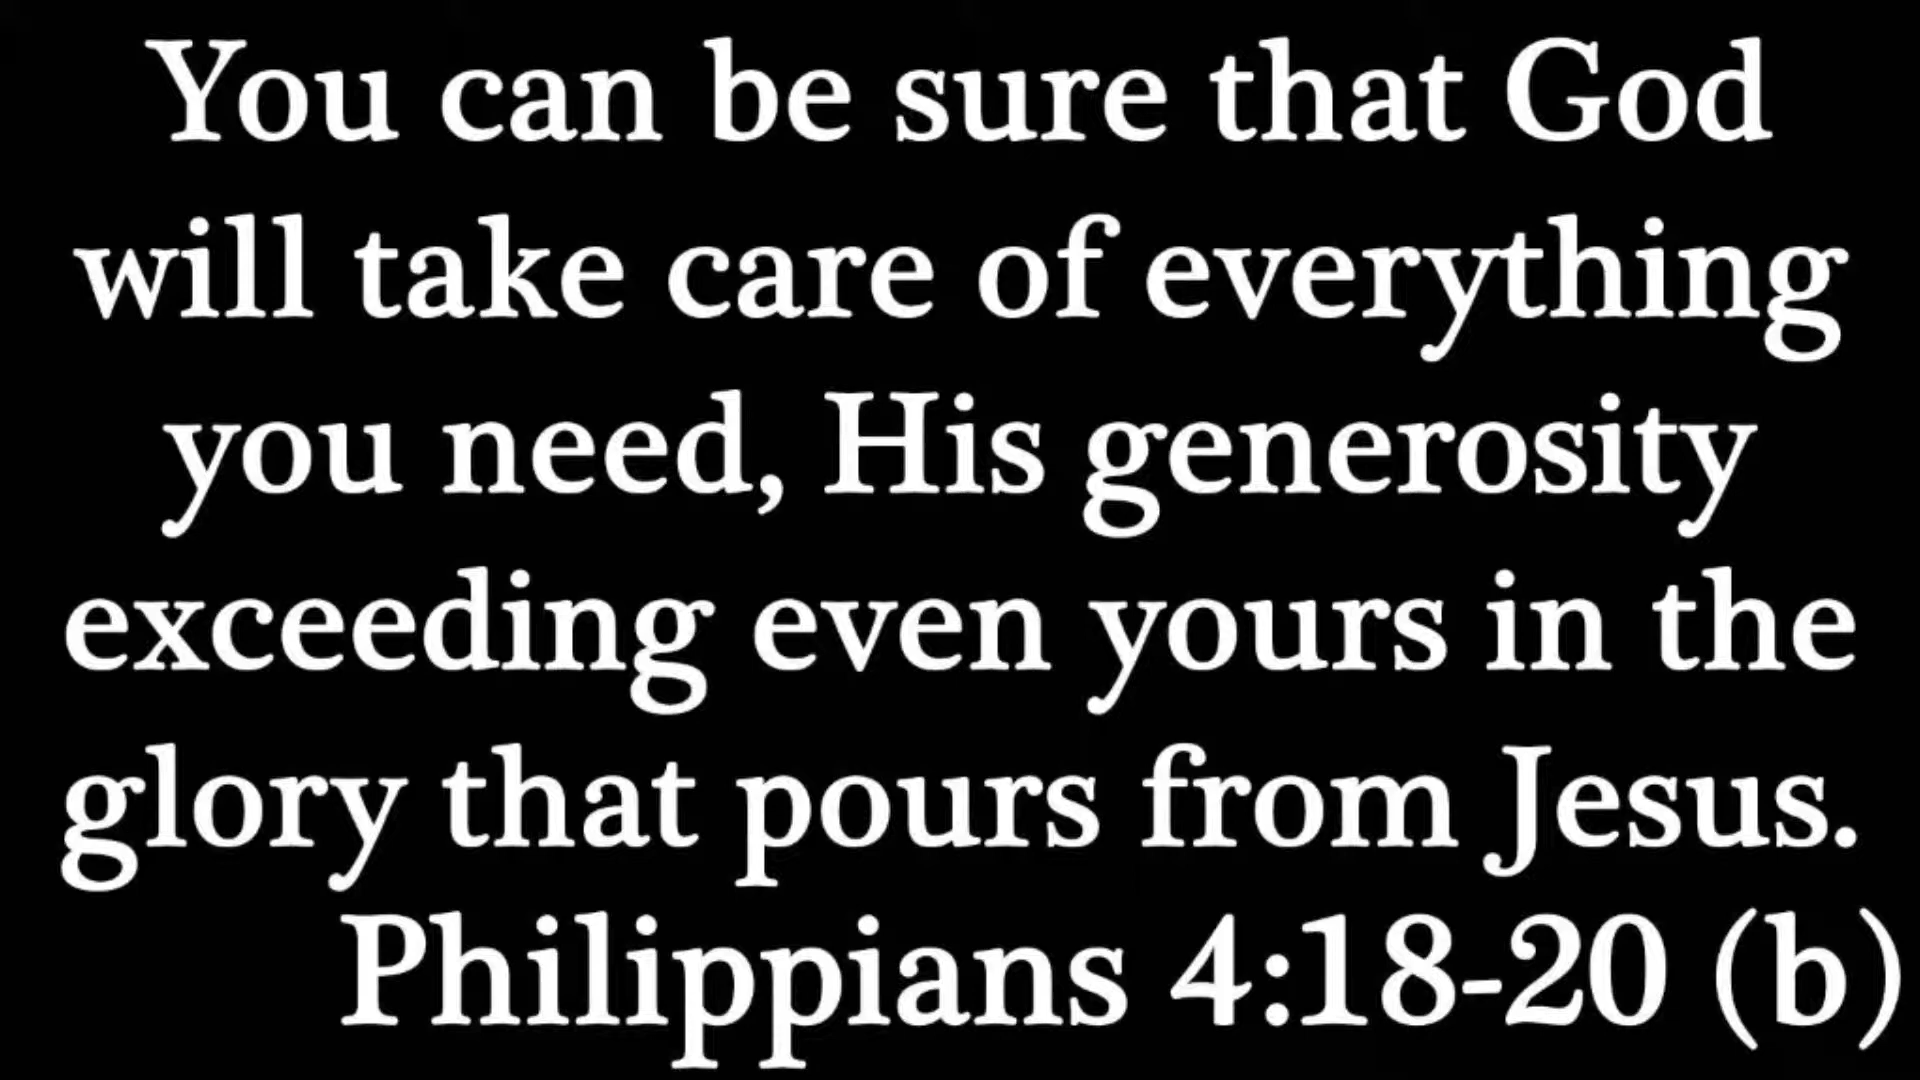 You can be sure that God
will take care of everything
you need, His generosity
exceeding even yours in the
glory that pours from Jesus.
Philippians 4:18-20 (b)